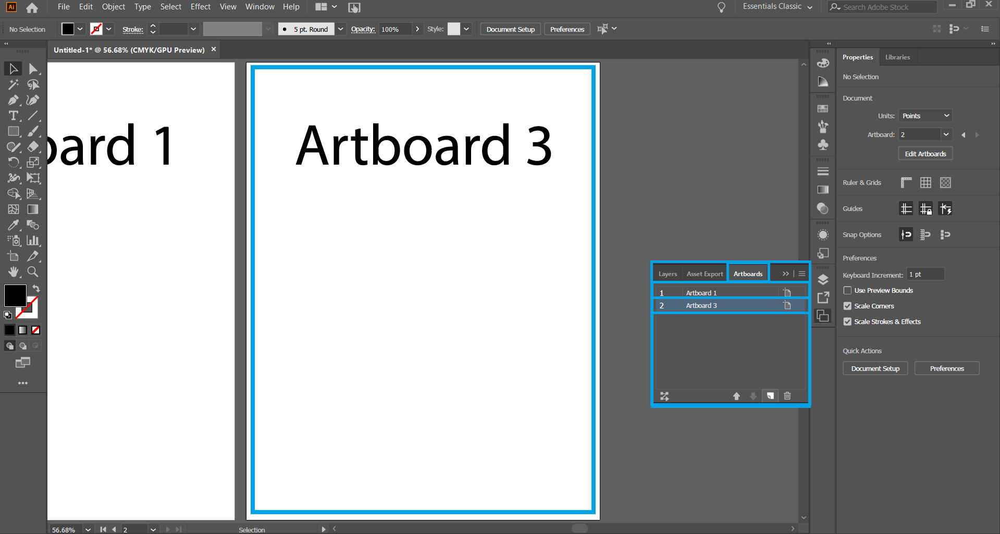 Ai File Edit Object Type Select Effect View Window Help Essentials Classic Search Adobe Stock
No Selection Stroke: 5 pt. Round Opacity: 100% Style: Document Setup Preferences
Untitled-1* @ 56.68% (CMYK/GPU Preview) ×
Properties Libraries
No Selection
Document
Units: Points
Artboard: 2
Edit Artboards
Ruler & Grids
Guides
Snap Options
Preferences
Keyboard Increment: 1 pt
Use Preview Bounds
Scale Corners
Scale Strokes & Effects
Quick Actions
Document Setup Preferences
oard 1
Artboard 3
Layers Asset Export Artboards
1 Artboard 1
2 Artboard 3
56.68% 2 Selection